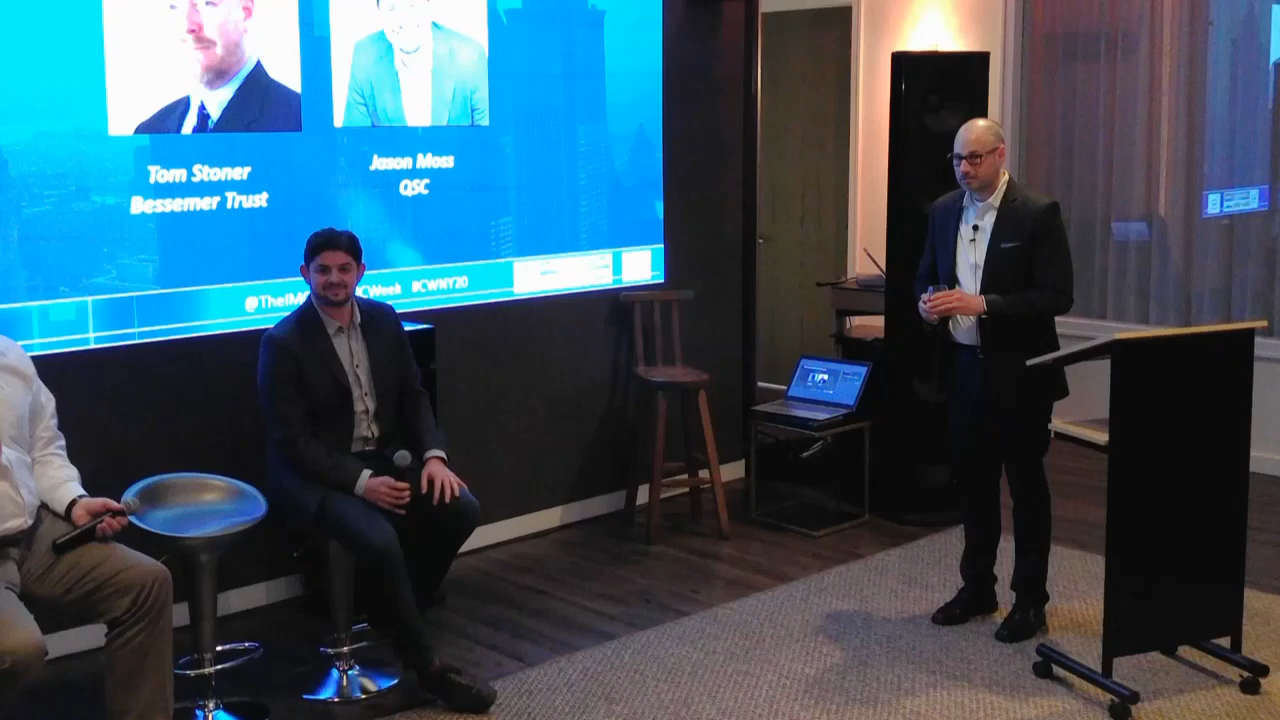 Tom Stoner
Bessemer Trust
Jason Moss
QSC
@TheIM
CWeek #CWNY20